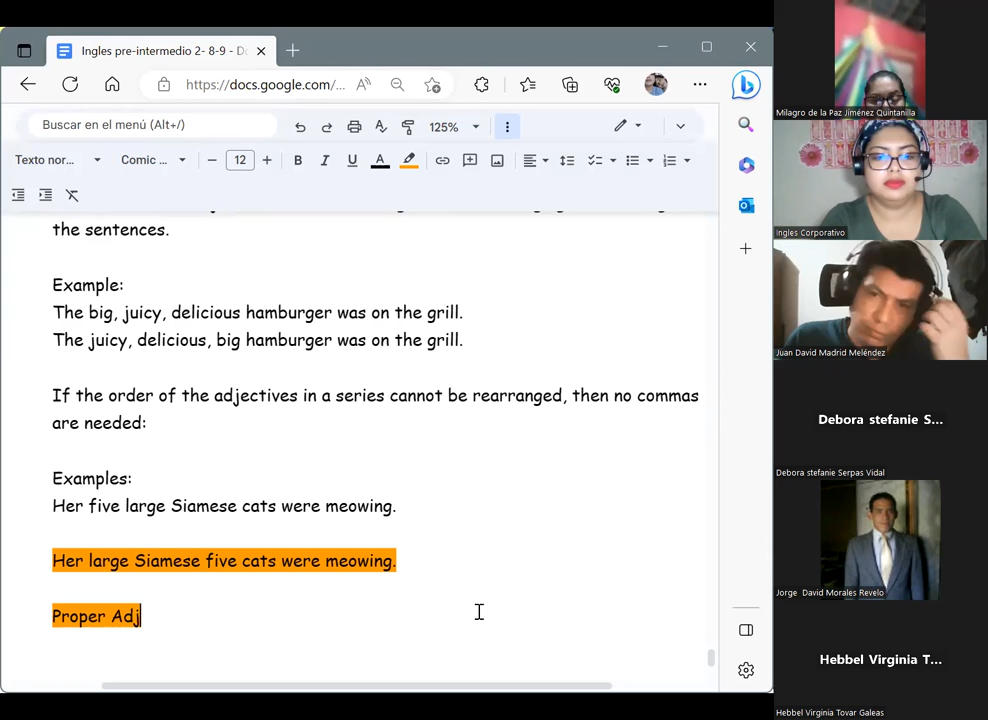 Ingles pre-intermedio 2- 8-9 - D
https://docs.google.com/...
Buscar en el menú (Alt+/)
125%
Texto nor...
Comic ...
12
the sentences.
Example:
The big, juicy, delicious hamburger was on the grill.
The juicy, delicious, big hamburger was on the grill.
If the order of the adjectives in a series cannot be rearranged, then no commas
are needed:
Examples:
Her five large Siamese cats were meowing.
Her large Siamese five cats were meowing.
Proper Adj
Milagro de la Paz Jiménez Quintanilla
Ingles Corporativo
Juan David Madrid Meléndez
Debora stefanie S...
Debora stefanie Serpas Vidal
Jorge David Morales Revelo
Hebbel Virginia T...
Hebbel Virginia Tovar Galeas